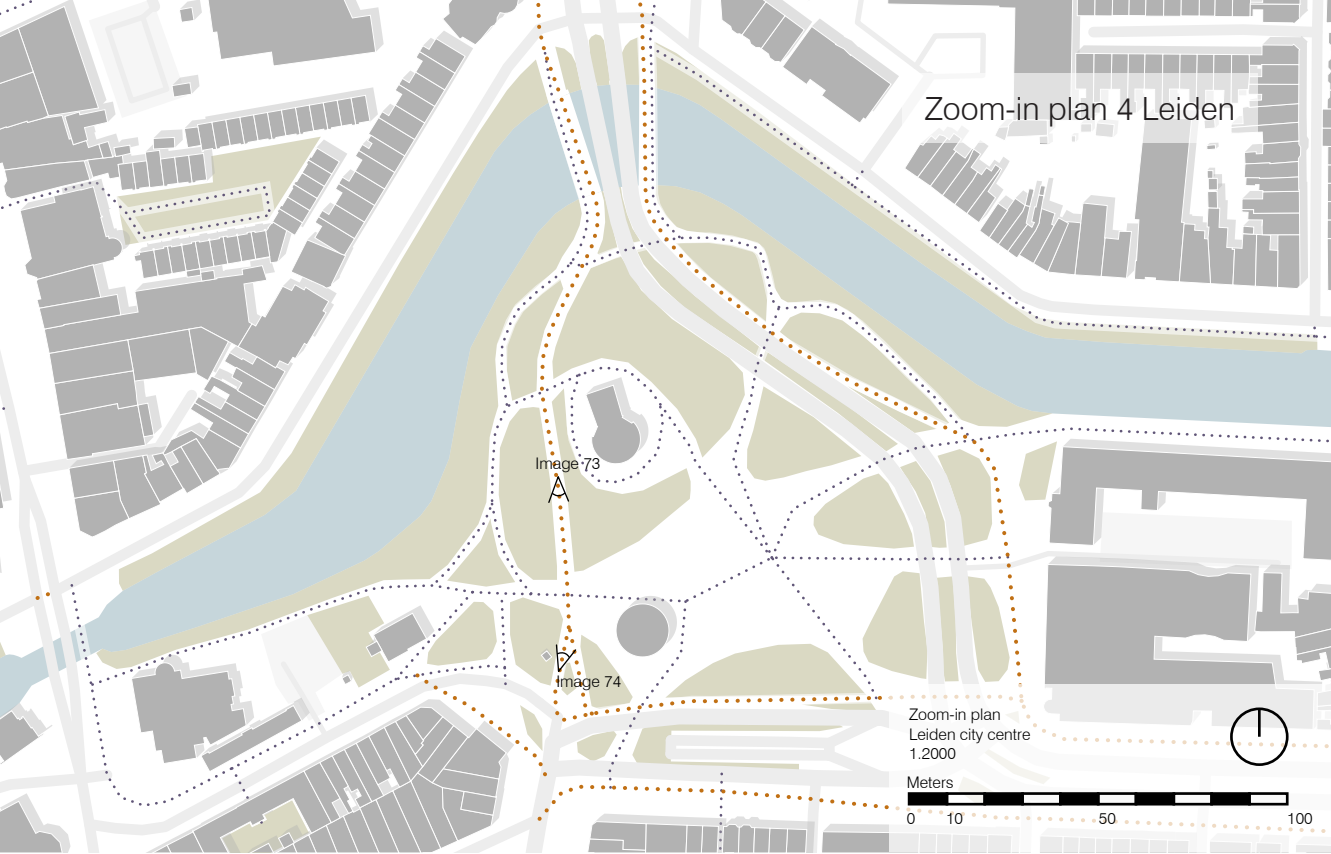 Zoom-in plan 4 Leiden
Image 73
Image 74
Zoom-in plan
Leiden city centre
1.2000
Meters
0 10 50 100